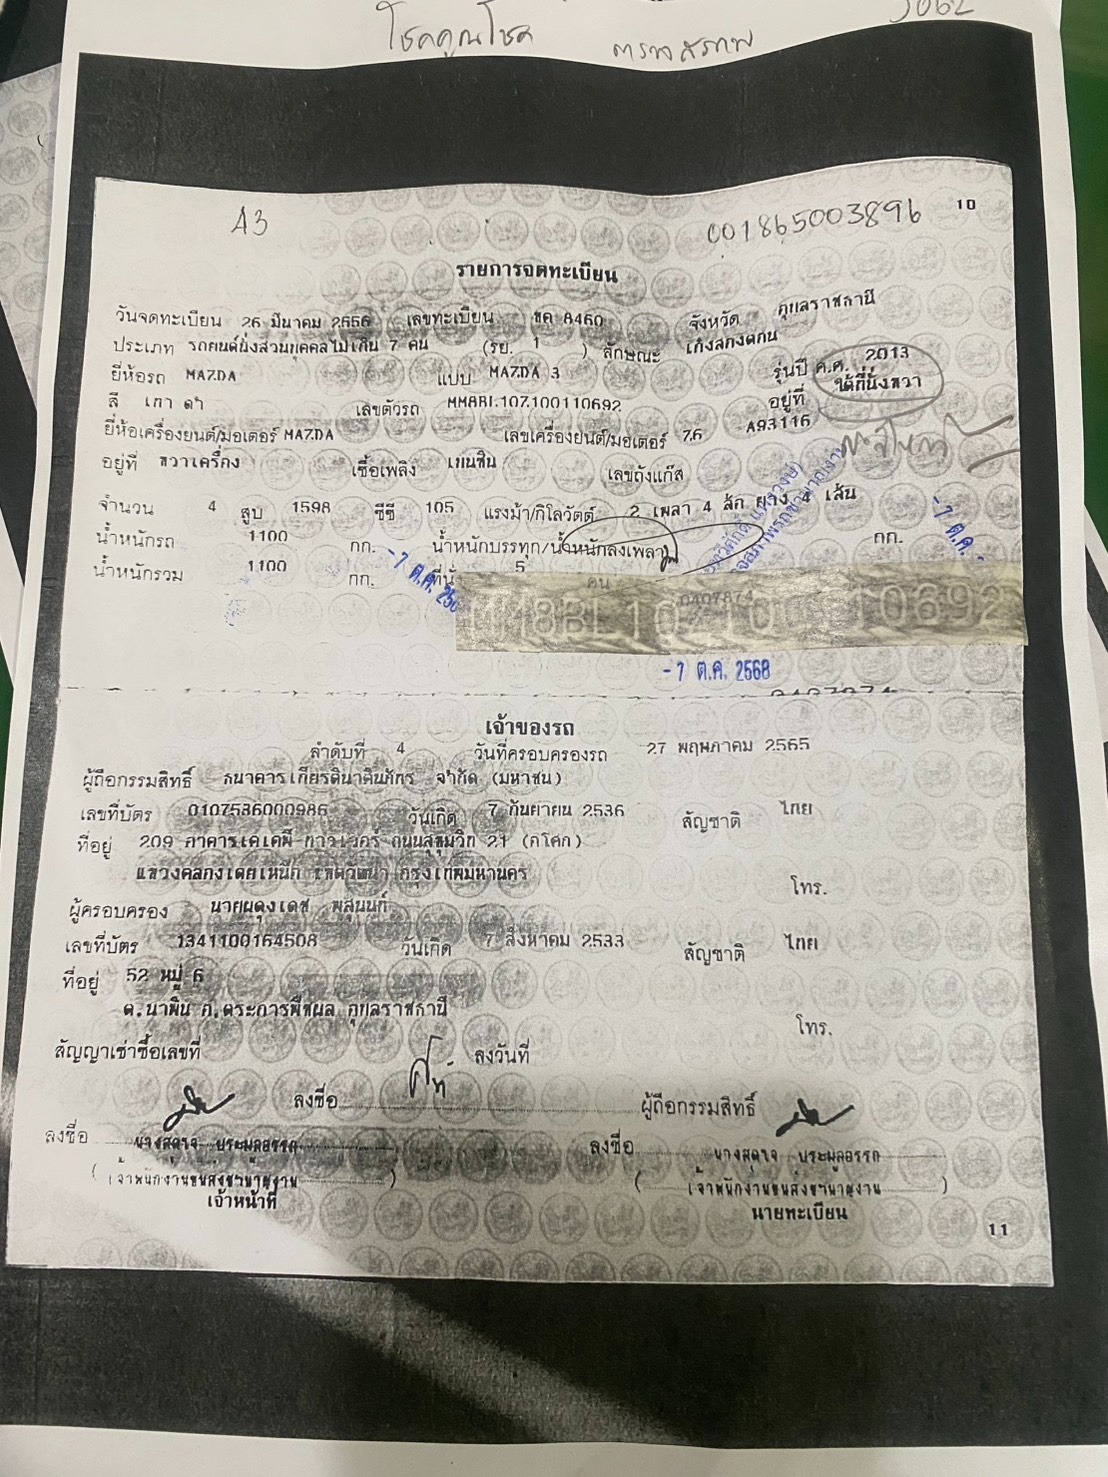 โชคคูณโชค ตรวจสภาพ
A3 001865003896 10
รายการจดทะเบียน
วันจดทะเบียน 26 มีนาคม 2556 เลขทะเบียน ขค 8460 จังหวัด อุบลราชธานี
ประเภท รถยนต์นั่งส่วนบุคคลไม่เกิน 7 คน (รย. 1 ) ลักษณะ เก๋งสองตอน
ยี่ห้อรถ MAZDA แบบ MAZDA 3 รุ่นปี ค.ศ. 2013
สี เทา ดำ เลขตัวรถ อยู่ที่ ใต้ที่นั่งขวา
ยี่ห้อเครื่องยนต์/มอเตอร์ MAZDA เลขเครื่องยนต์/มอเตอร์ Z6 A93116
อยู่ที่ ขวาเครื่อง เชื้อเพลิง เบนซิน เลขถังแก๊ส
จำนวน 4 สูบ 1598 ซีซี 105 แรงม้า/กิโลวัตต์ 2 เพลา 4 ล้อ ยาง 4 เส้น
น้ำหนักรถ 1100 กก. น้ำหนักบรรทุก/น้ำหนักลงเพลา กก.
น้ำหนักรวม 1100 กก. ที่นั่ง 5 คน
-7 ต.ค.
-7 ต.ค. 2568
เจ้าของรถ
ลำดับที่ 4 วันที่ครอบครองรถ 27 พฤษภาคม 2565
ผู้ถือกรรมสิทธิ์ ธนาคารเกียรตินาคินภัทร จำกัด (มหาชน)
เลขที่บัตร 0107536000986 วันเกิด 7 กันยายน 2536 สัญชาติ ไทย
ที่อยู่ 209 อาคารเคเคพี ทาวเวอร์ ถนนสุขุมวิท 21 (อโศก)
แขวงคลองเตยเหนือ เขตวัฒนา กรุงเทพมหานคร โทร.
ผู้ครอบครอง นายผดุงเดช พสุนนท์
เลขที่บัตร 1341100164508 วันเกิด 7 สิงหาคม 2533 สัญชาติ ไทย
ที่อยู่ 52 หมู่ 6
ต.นาพิน อ.ตระการพืชผล อุบลราชธานี โทร.
สัญญาเช่าซื้อเลขที่ ลงวันที่
ลงชื่อ ผู้ถือกรรมสิทธิ์
ลงชื่อ ลงชื่อ
(เจ้าพนักงานขนส่งชำนาญงาน) (เจ้าพนักงานขนส่งชำนาญงาน)
เจ้าหน้าที่ นายทะเบียน
11